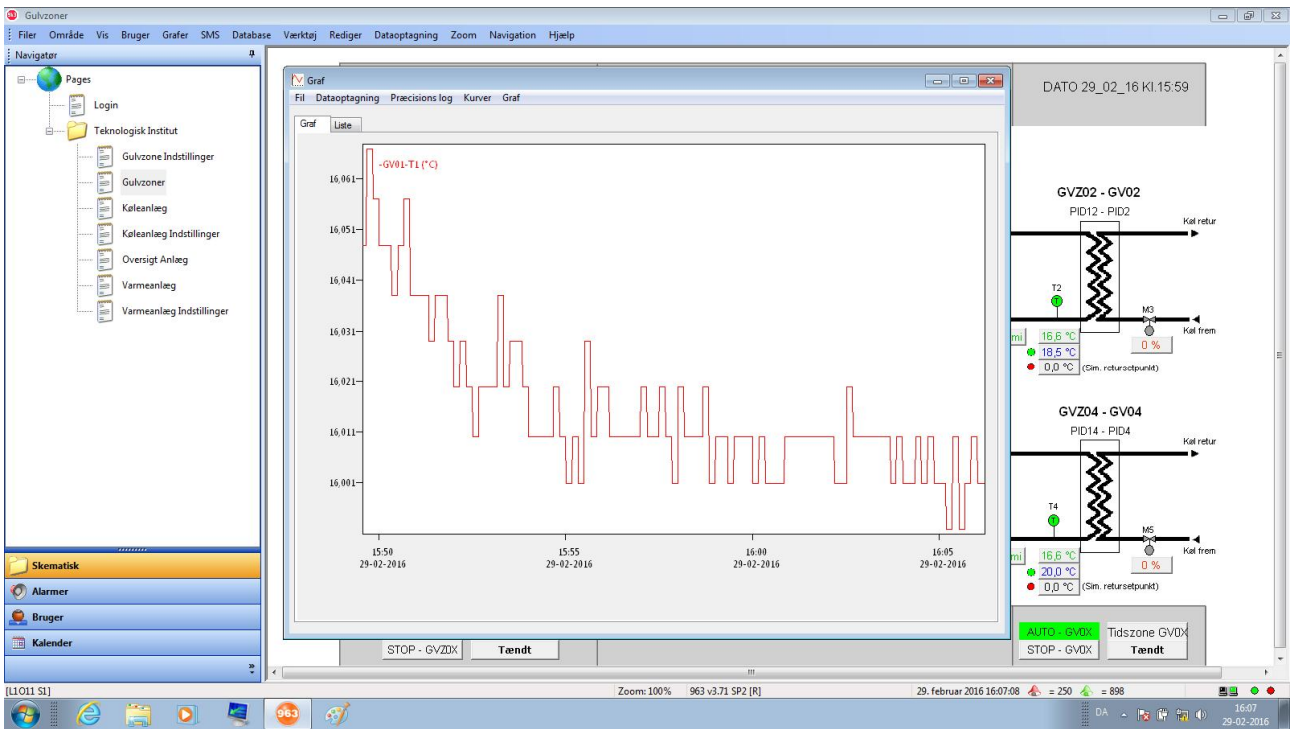 963 Gulvzoner
Filer Område Vis Bruger Grafer SMS Database Værktøj Rediger Dataoptagning Zoom Navigation Hjælp
Navigatør
Pages
Login
Teknologisk Institut
Gulvzone Indstillinger
Gulvzoner
Køleanlæg
Køleanlæg Indstillinger
Oversigt Anlæg
Varmeanlæg
Varmeanlæg Indstillinger
Skematisk
Alarmer
Bruger
Kalender
Graf
Fil Dataoptagning Præcisions log Kurver Graf
Graf Liste
-GV01-T1 (°C)
16,061
16,051
16,041
16,031
16,021
16,011
16,001
15:50 15:55 16:00 16:05
29-02-2016 29-02-2016 29-02-2016 29-02-2016
DATO 29_02_16 Kl.15:59
GVZ02 - GV02
PID12 - PID2
Køl retur
T2
T
M3
Køl frem
mi 16,6 °C
0 %
18,5 °C
0,0 °C (Sim. retursetpunkt)
GVZ04 - GV04
PID14 - PID4
Køl retur
T4
T
M5
Køl frem
mi 16,6 °C
0 %
20,0 °C
0,0 °C (Sim. retursetpunkt)
AUTO - GV0X Tidszone GV0X
STOP - GVZ0X Tændt STOP - GV0X Tændt
[L1O11 S1] Zoom: 100% 963 v3.71 SP2 [R] 29. februar 2016 16:07:08 = 250 = 898
963
DA 16:07
29-02-2016